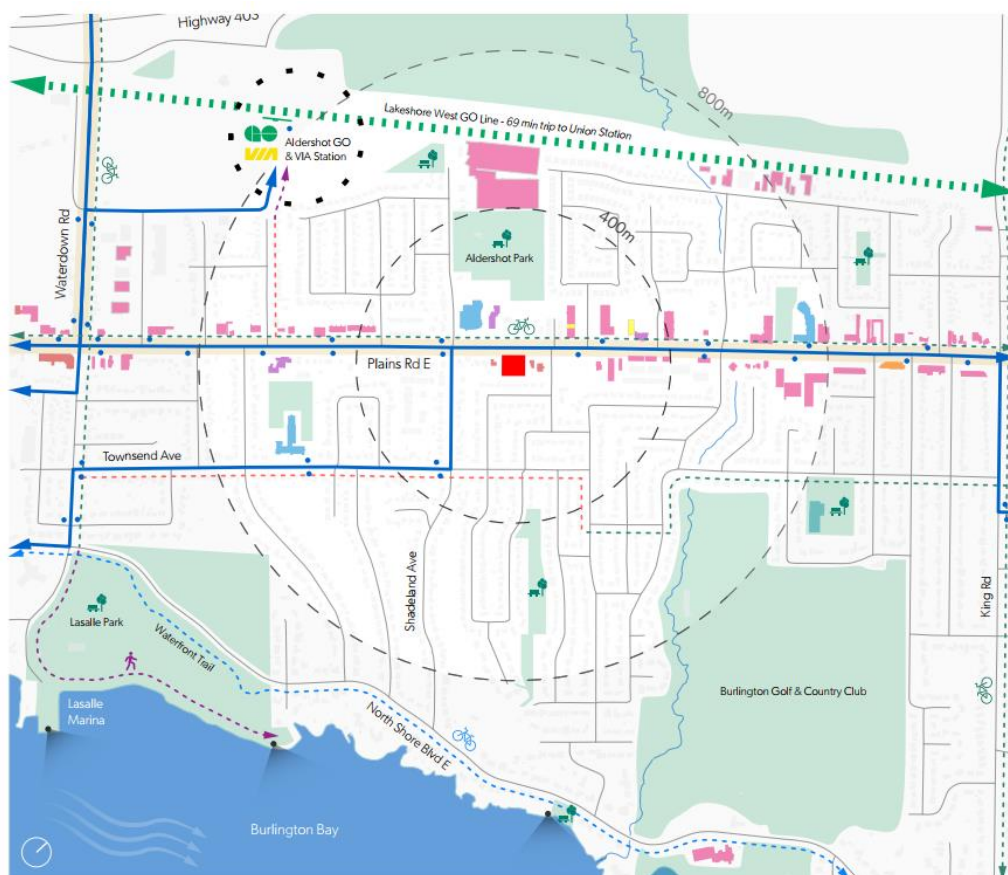 Highway 403
800m
Lakeshore West GO Line - 69 min trip to Union Station
GO
VIA
Aldershot GO
& VIA Station
Waterdown Rd
400m
Aldershot Park
Plains Rd E
Townsend Ave
Shadeland Ave
King Rd
Lasalle Park
Waterfront Trail
Burlington Golf & Country Club
Lasalle
Marina
North Shore Blvd E
Burlington Bay